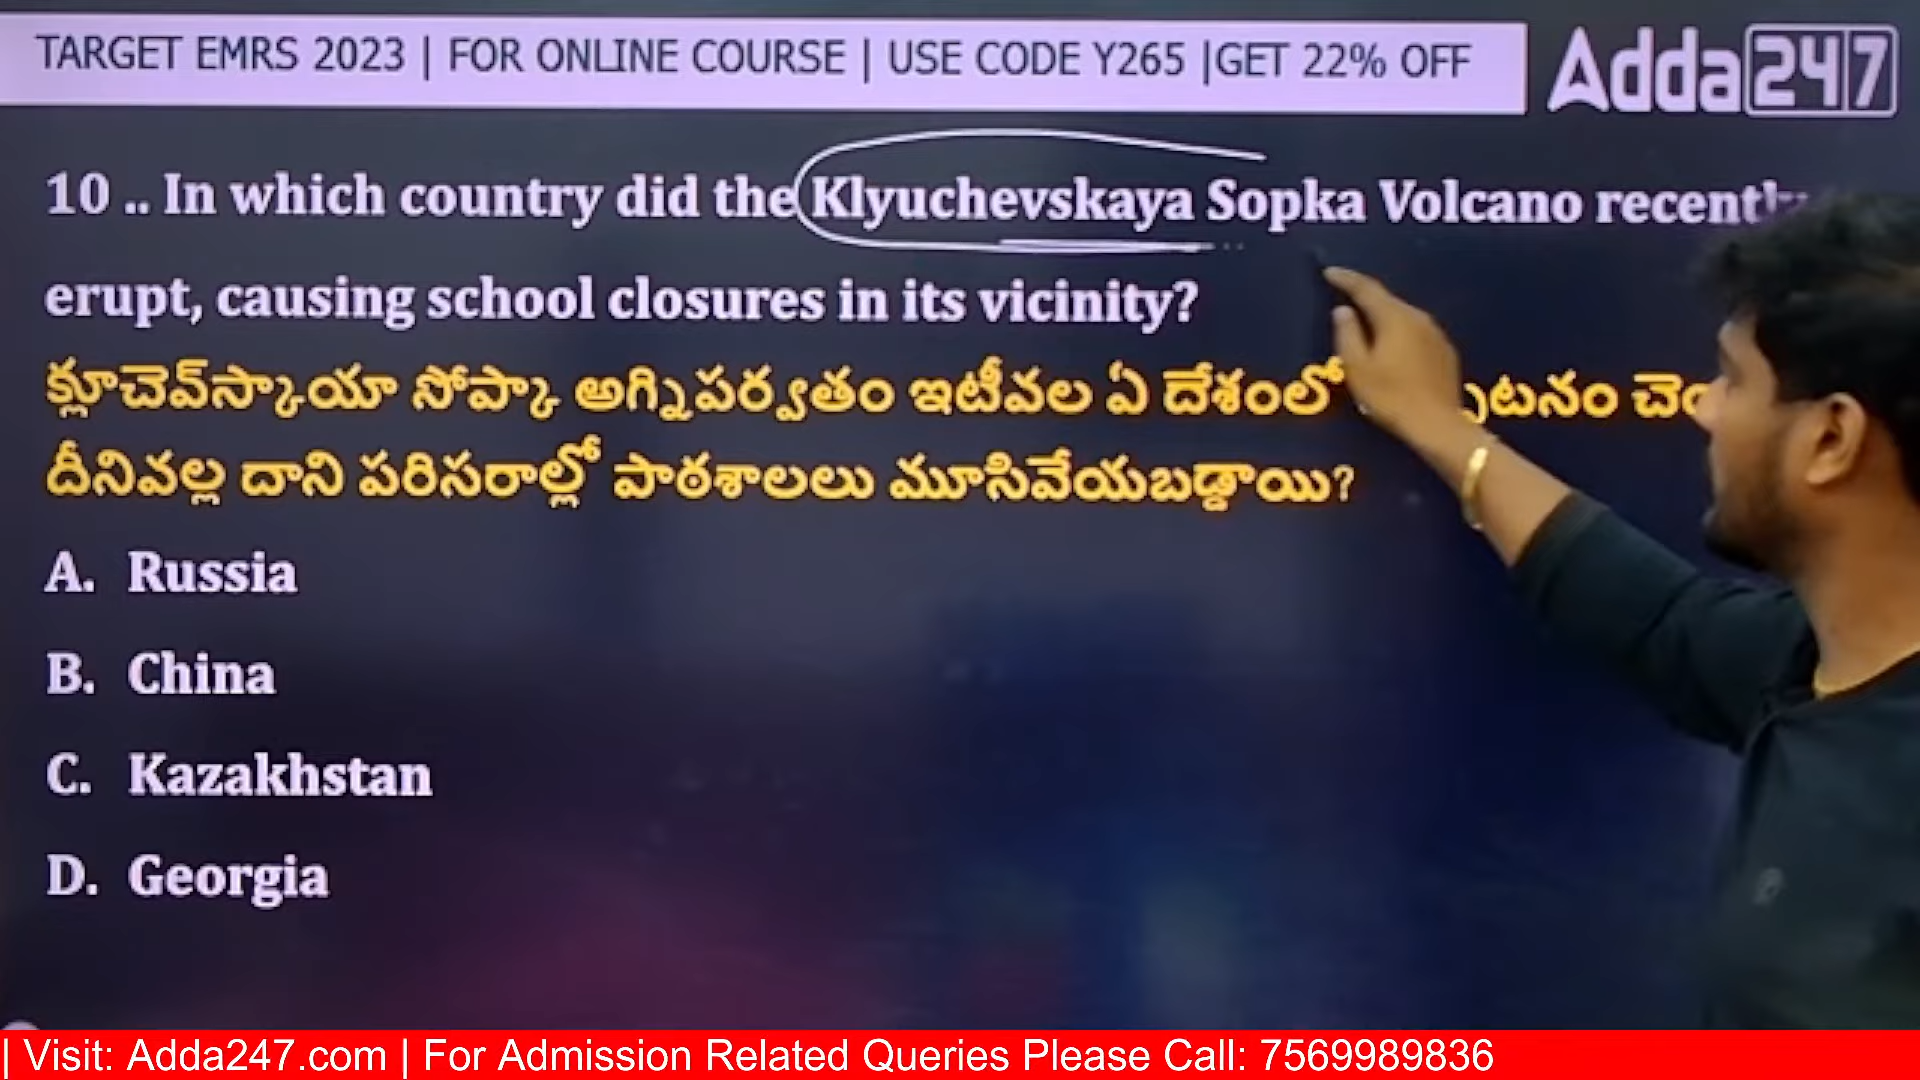 TARGET EMRS 2023 | FOR ONLINE COURSE | USE CODE Y265 |GET 22% OFF
Adda247
10 .. In which country did the Klyuchevskaya Sopka Volcano recently
erupt, causing school closures in its vicinity?
క్లూచెవ్‌స్కాయా సోప్కా అగ్నిపర్వతం ఇటీవల ఏ దేశంలో
దీనివల్ల దాని పరిసరాల్లో పాఠశాలలు మూసివేయబడ్డాయి?
A. Russia
B. China
C. Kazakhstan
D. Georgia
| Visit: Adda247.com | For Admission Related Queries Please Call: 7569989836